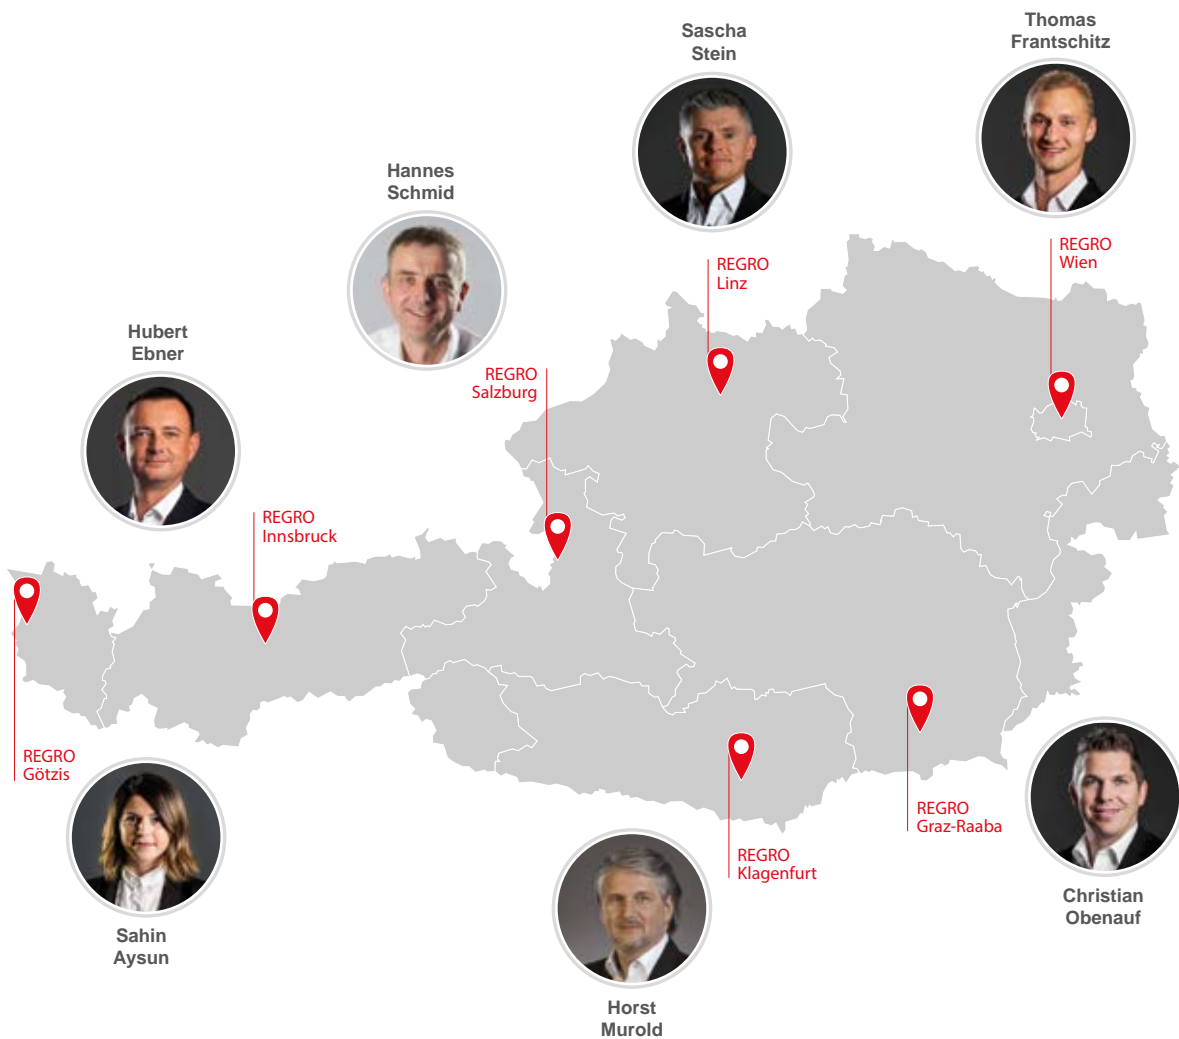 Thomas
Frantschitz
Sascha
Stein
Hannes
Schmid
Hubert
Ebner
REGRO
Wien
REGRO
Linz
REGRO
Salzburg
REGRO
Innsbruck
REGRO
Götzis
REGRO
Graz-Raaba
REGRO
Klagenfurt
Sahin
Aysun
Christian
Obenauf
Horst
Murold